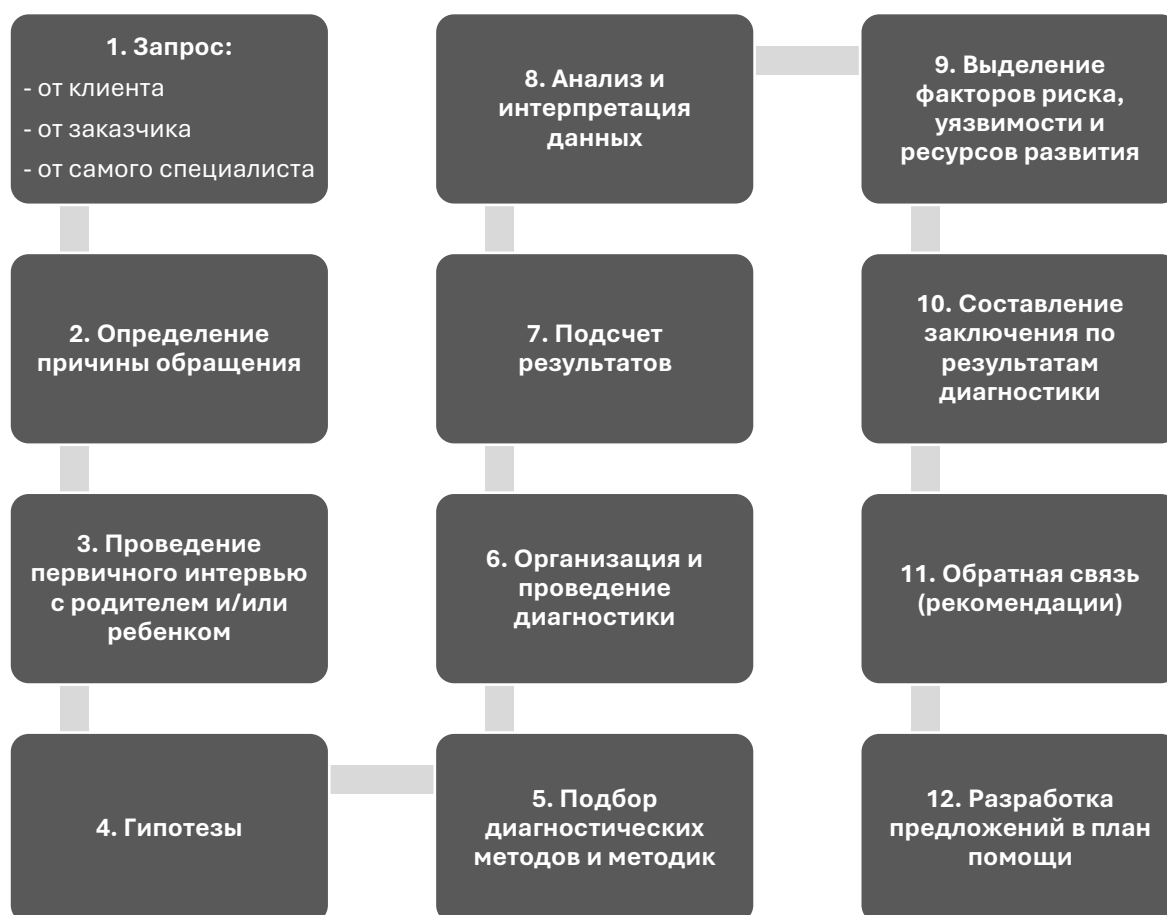 1. Запрос:
- от клиента
- от заказчика
- от самого специалиста
2. Определение
причины обращения
3. Проведение
первичного интервью
с родителем и/или
ребенком
4. Гипотезы
5. Подбор
диагностических
методов и методик
6. Организация и
проведение
диагностики
7. Подсчет
результатов
8. Анализ и
интерпретация
данных
9. Выделение
факторов риска,
уязвимости и
ресурсов развития
10. Составление
заключения по
результатам
диагностики
11. Обратная связь
(рекомендации)
12. Разработка
предложений в план
помощи